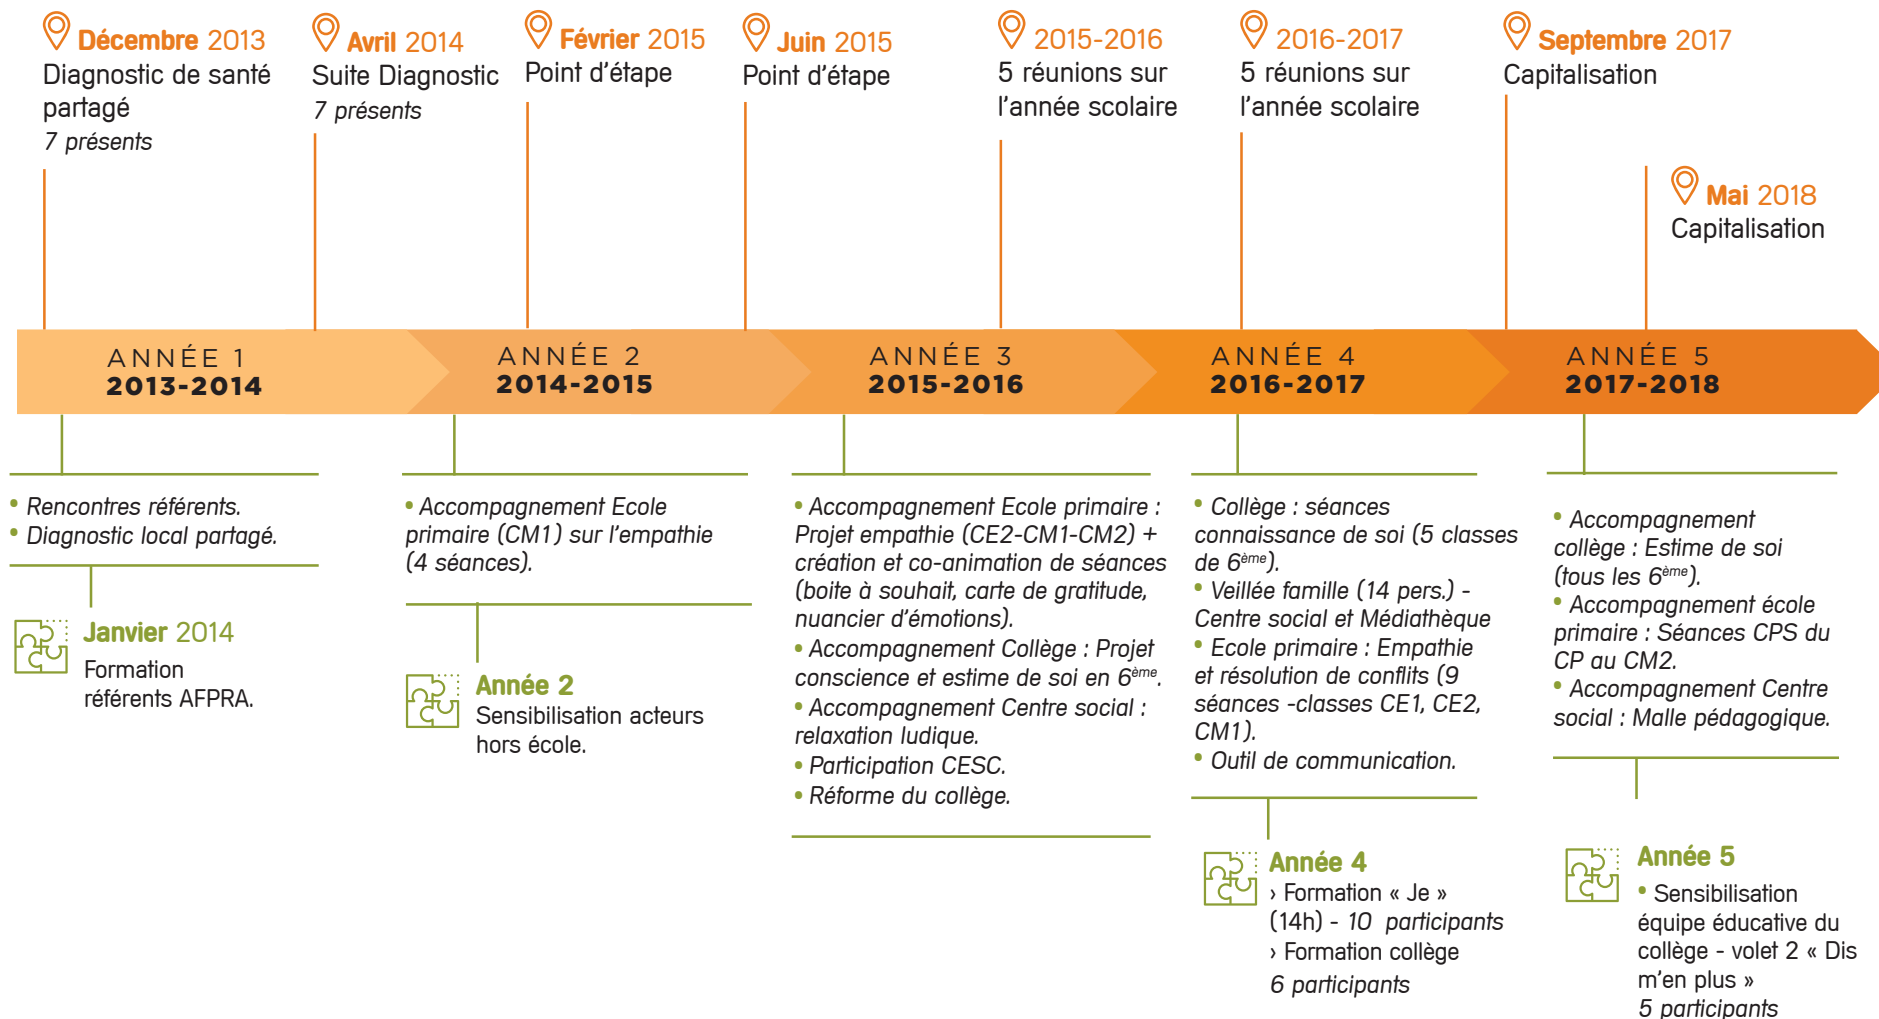 Décembre 2013
Diagnostic de santé
partagé
7 présents
Avril 2014
Suite Diagnostic
7 présents
Février 2015
Point d'étape
Juin 2015
Point d'étape
2015-2016
5 réunions sur
l'année scolaire
2016-2017
5 réunions sur
l'année scolaire
Septembre 2017
Capitalisation
Mai 2018
Capitalisation
ANNÉE 1
2013-2014
ANNÉE 2
2014-2015
ANNÉE 3
2015-2016
ANNÉE 4
2016-2017
ANNÉE 5
2017-2018
• Rencontres référents.
• Diagnostic local partagé.
Janvier 2014
Formation
référents AFPRA.
• Accompagnement Ecole
primaire (CM1) sur l'empathie
(4 séances).
Année 2
Sensibilisation acteurs
hors école.
• Accompagnement Ecole primaire :
Projet empathie (CE2-CM1-CM2) +
création et co-animation de séances
(boite à souhait, carte de gratitude,
nuancier d'émotions).
• Accompagnement Collège : Projet
conscience et estime de soi en 6ème.
• Accompagnement Centre social :
relaxation ludique.
• Participation CESC.
• Réforme du collège.
• Collège : séances
connaissance de soi (5 classes
de 6ème).
• Veillée famille (14 pers.) -
Centre social et Médiathèque
• Ecole primaire : Empathie
et résolution de conflits (9
séances -classes CE1, CE2,
CM1).
• Outil de communication.
Année 4
› Formation « Je »
(14h) - 10 participants
› Formation collège
6 participants
• Accompagnement
collège : Estime de soi
(tous les 6ème).
• Accompagnement école
primaire : Séances CPS du
CP au CM2.
• Accompagnement Centre
social : Malle pédagogique.
Année 5
• Sensibilisation
équipe éducative du
collège - volet 2 « Dis
m'en plus »
5 participants